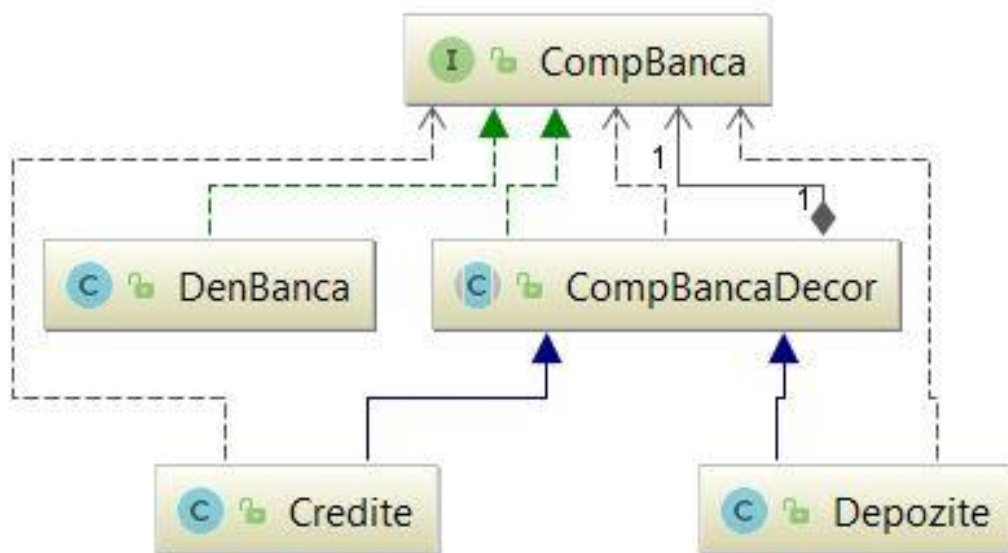 I CompBanca
1
1
C DenBanca
C CompBancaDecor
C Credite
C Depozite